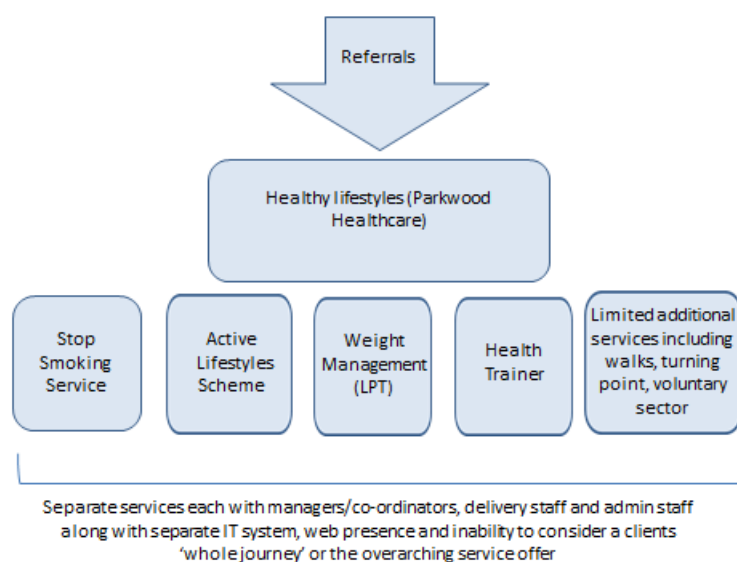 Referrals
Healthy lifestyles (Parkwood
Healthcare)
Stop
Smoking
Service
Active
Lifestyles
Scheme
Weight
Management
(LPT)
Health
Trainer
Limited additional
services including
walks, turning
point, voluntary
sector
Separate services each with managers/co-ordinators, delivery staff and admin staff
along with separate IT system, web presence and inability to consider a clients
‘whole journey’ or the overarching service offer